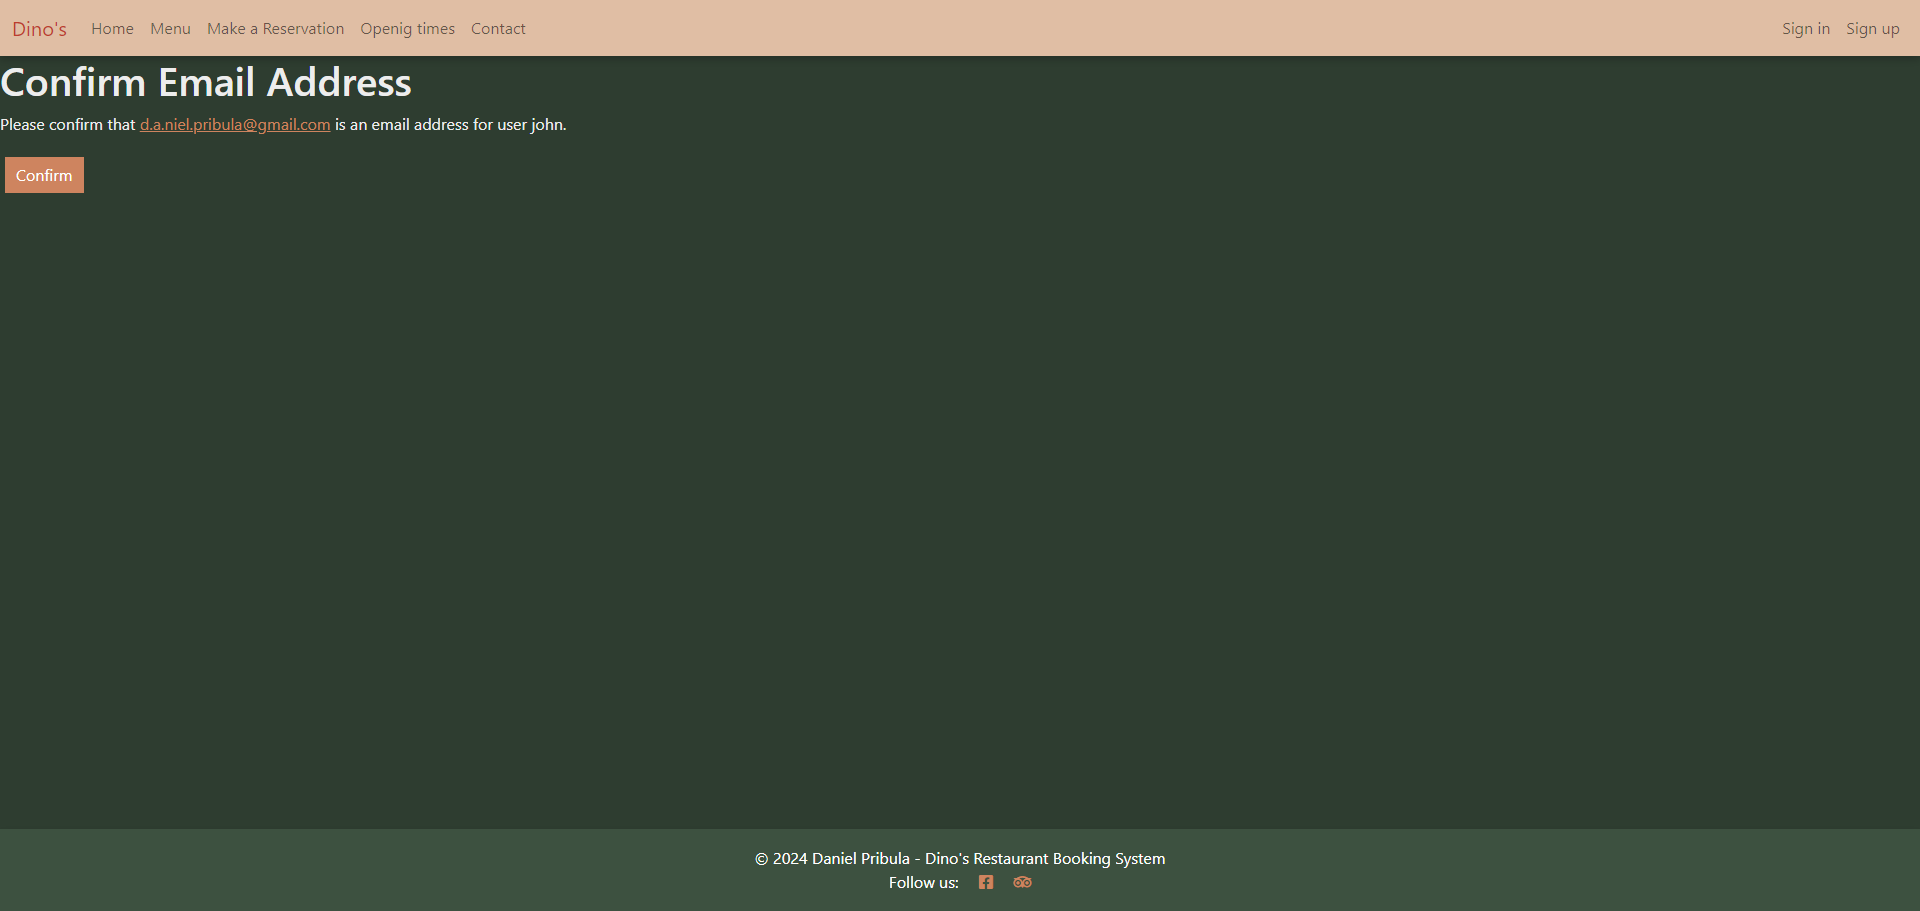 Dino's Home Menu Make a Reservation Openig times Contact Sign in Sign up
Confirm Email Address
Please confirm that d.a.niel.pribula@gmail.com is an email address for user john.
Confirm
© 2024 Daniel Pribula - Dino's Restaurant Booking System
Follow us: